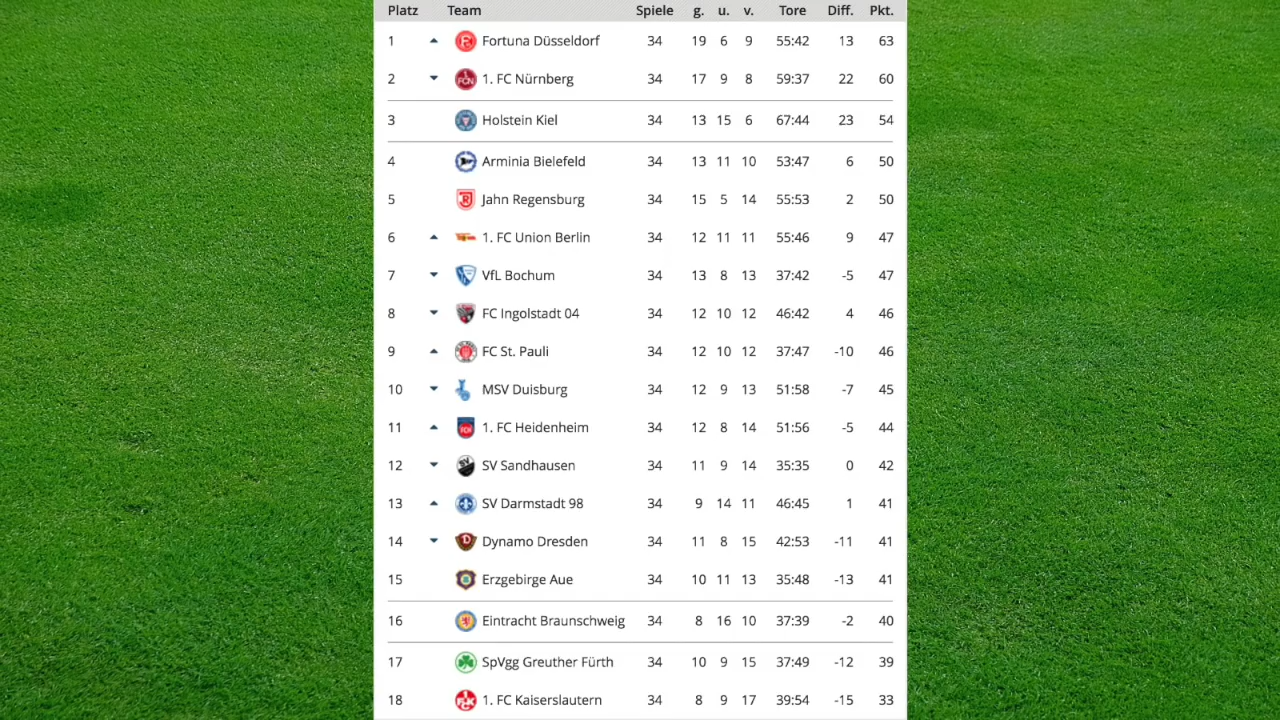 Platz Team Spiele g. u. v. Tore Diff. Pkt.
1 Fortuna Düsseldorf 34 19 6 9 55:42 13 63
2 1. FC Nürnberg 34 17 9 8 59:37 22 60
3 Holstein Kiel 34 13 15 6 67:44 23 54
4 Arminia Bielefeld 34 13 11 10 53:47 6 50
5 Jahn Regensburg 34 15 5 14 55:53 2 50
6 1. FC Union Berlin 34 12 11 11 55:46 9 47
7 VfL Bochum 34 13 8 13 37:42 -5 47
8 FC Ingolstadt 04 34 12 10 12 46:42 4 46
9 FC St. Pauli 34 12 10 12 37:47 -10 46
10 MSV Duisburg 34 12 9 13 51:58 -7 45
11 1. FC Heidenheim 34 12 8 14 51:56 -5 44
12 SV Sandhausen 34 11 9 14 35:35 0 42
13 SV Darmstadt 98 34 9 14 11 46:45 1 41
14 Dynamo Dresden 34 11 8 15 42:53 -11 41
15 Erzgebirge Aue 34 10 11 13 35:48 -13 41
16 Eintracht Braunschweig 34 8 16 10 37:39 -2 40
17 SpVgg Greuther Fürth 34 10 9 15 37:49 -12 39
18 1. FC Kaiserslautern 34 8 9 17 39:54 -15 33